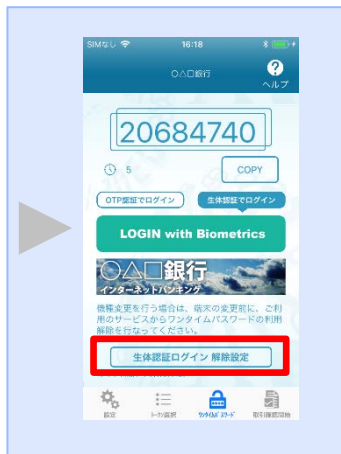 SIMなし 16:18
○△□銀行
?
ヘルプ
20684740
5
COPY
OTP認証でログイン 生体認証でログイン
LOGIN with Biometrics
○△□銀行
インターネットバンキング
機種変更を行う場合は、端末の変更前に、ご利
用のサービスからワンタイムパスワードの利用
解除を行なってください。
生体認証ログイン 解除設定
設定 トークン選択 ワンタイムパスワード 取引確認開始